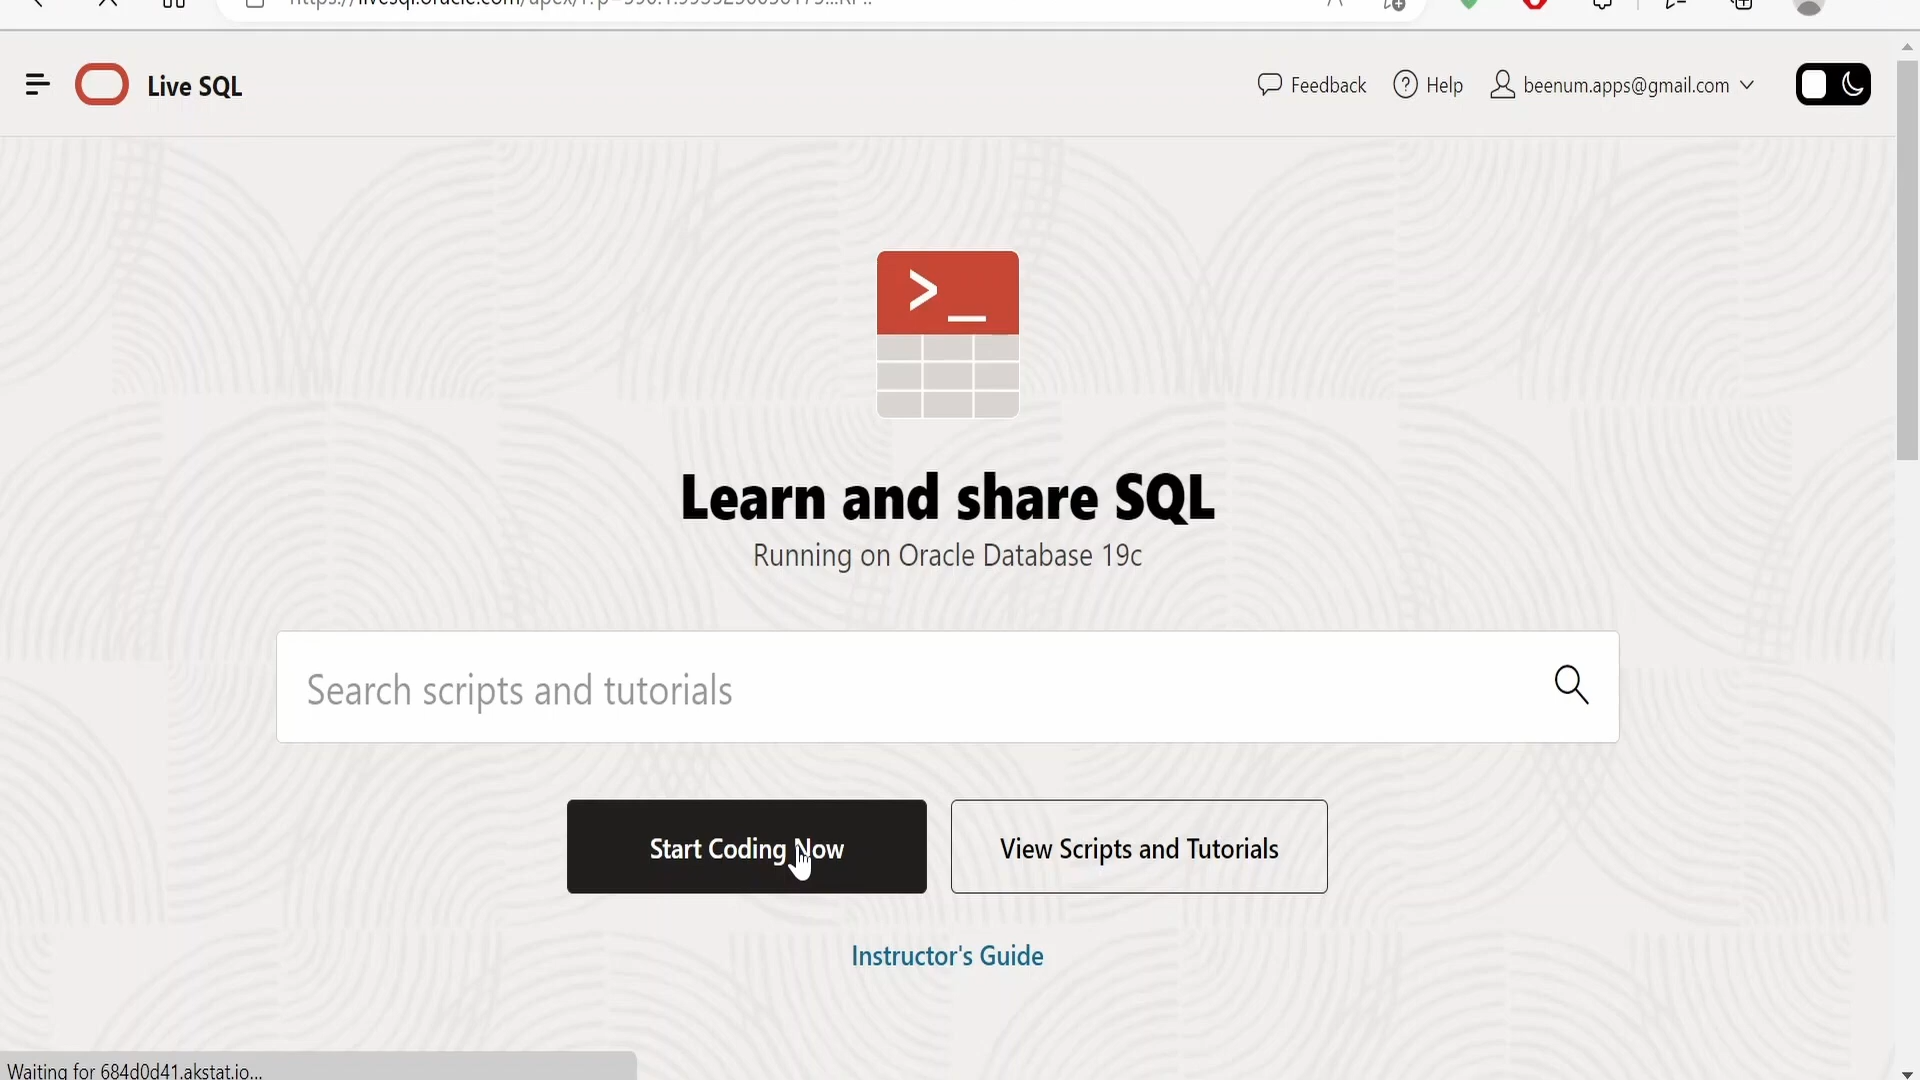 Live SQL
Feedback
Help
beenum.apps@gmail.com
>_
Learn and share SQL
Running on Oracle Database 19c
Search scripts and tutorials
Start Coding Now
View Scripts and Tutorials
Instructor's Guide
Waiting for 684d0d41.akstat.io...